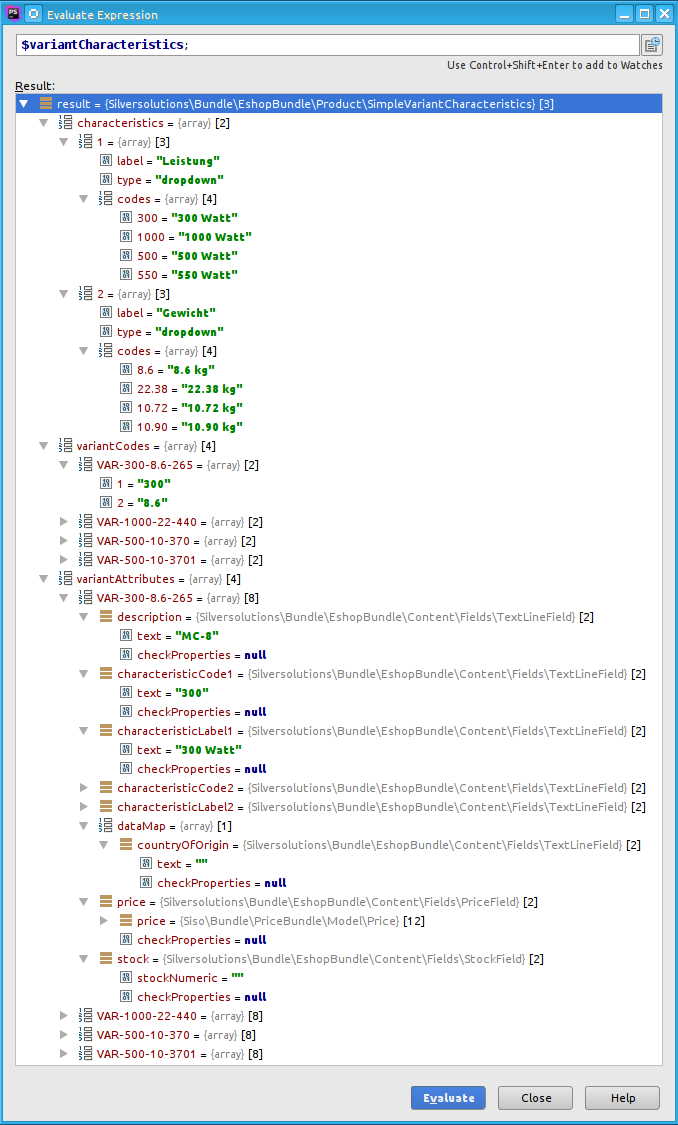 PS Evaluate Expression
$variantCharacteristics;
Use Control+Shift+Enter to add to Watches
Result:
result = {Silversolutions\Bundle\EshopBundle\Product\SimpleVariantCharacteristics} [3]
characteristics = {array} [2]
1 = {array} [3]
label = "Leistung"
type = "dropdown"
codes = {array} [4]
300 = "300 Watt"
1000 = "1000 Watt"
500 = "500 Watt"
550 = "550 Watt"
2 = {array} [3]
label = "Gewicht"
type = "dropdown"
codes = {array} [4]
8.6 = "8.6 kg"
22.38 = "22.38 kg"
10.72 = "10.72 kg"
10.90 = "10.90 kg"
variantCodes = {array} [4]
VAR-300-8.6-265 = {array} [2]
1 = "300"
2 = "8.6"
VAR-1000-22-440 = {array} [2]
VAR-500-10-370 = {array} [2]
VAR-500-10-3701 = {array} [2]
variantAttributes = {array} [4]
VAR-300-8.6-265 = {array} [8]
description = {Silversolutions\Bundle\EshopBundle\Content\Fields\TextLineField} [2]
text = "MC-8"
checkProperties = null
characteristicCode1 = {Silversolutions\Bundle\EshopBundle\Content\Fields\TextLineField} [2]
text = "300"
checkProperties = null
characteristicLabel1 = {Silversolutions\Bundle\EshopBundle\Content\Fields\TextLineField} [2]
text = "300 Watt"
checkProperties = null
characteristicCode2 = {Silversolutions\Bundle\EshopBundle\Content\Fields\TextLineField} [2]
characteristicLabel2 = {Silversolutions\Bundle\EshopBundle\Content\Fields\TextLineField} [2]
dataMap = {array} [1]
countryOfOrigin = {Silversolutions\Bundle\EshopBundle\Content\Fields\TextLineField} [2]
text = ""
checkProperties = null
price = {Silversolutions\Bundle\EshopBundle\Content\Fields\PriceField} [2]
price = {Siso\Bundle\PriceBundle\Model\Price} [12]
checkProperties = null
stock = {Silversolutions\Bundle\EshopBundle\Content\Fields\StockField} [2]
stockNumeric = ""
checkProperties = null
VAR-1000-22-440 = {array} [8]
VAR-500-10-370 = {array} [8]
VAR-500-10-3701 = {array} [8]
Evaluate Close Help